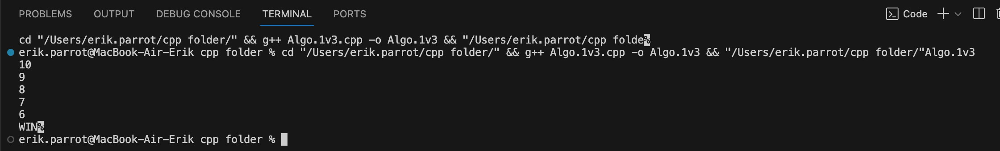 PROBLEMS OUTPUT DEBUG CONSOLE TERMINAL PORTS Code
cd "/Users/erik.parrot/cpp folder/" && g++ Algo.1v3.cpp -o Algo.1v3 && "/Users/erik.parrot/cpp folde%
erik.parrot@MacBook-Air-Erik cpp folder % cd "/Users/erik.parrot/cpp folder/" && g++ Algo.1v3.cpp -o Algo.1v3 && "/Users/erik.parrot/cpp folder/"Algo.1v3
10
9
8
7
6
WIN%
erik.parrot@MacBook-Air-Erik cpp folder %